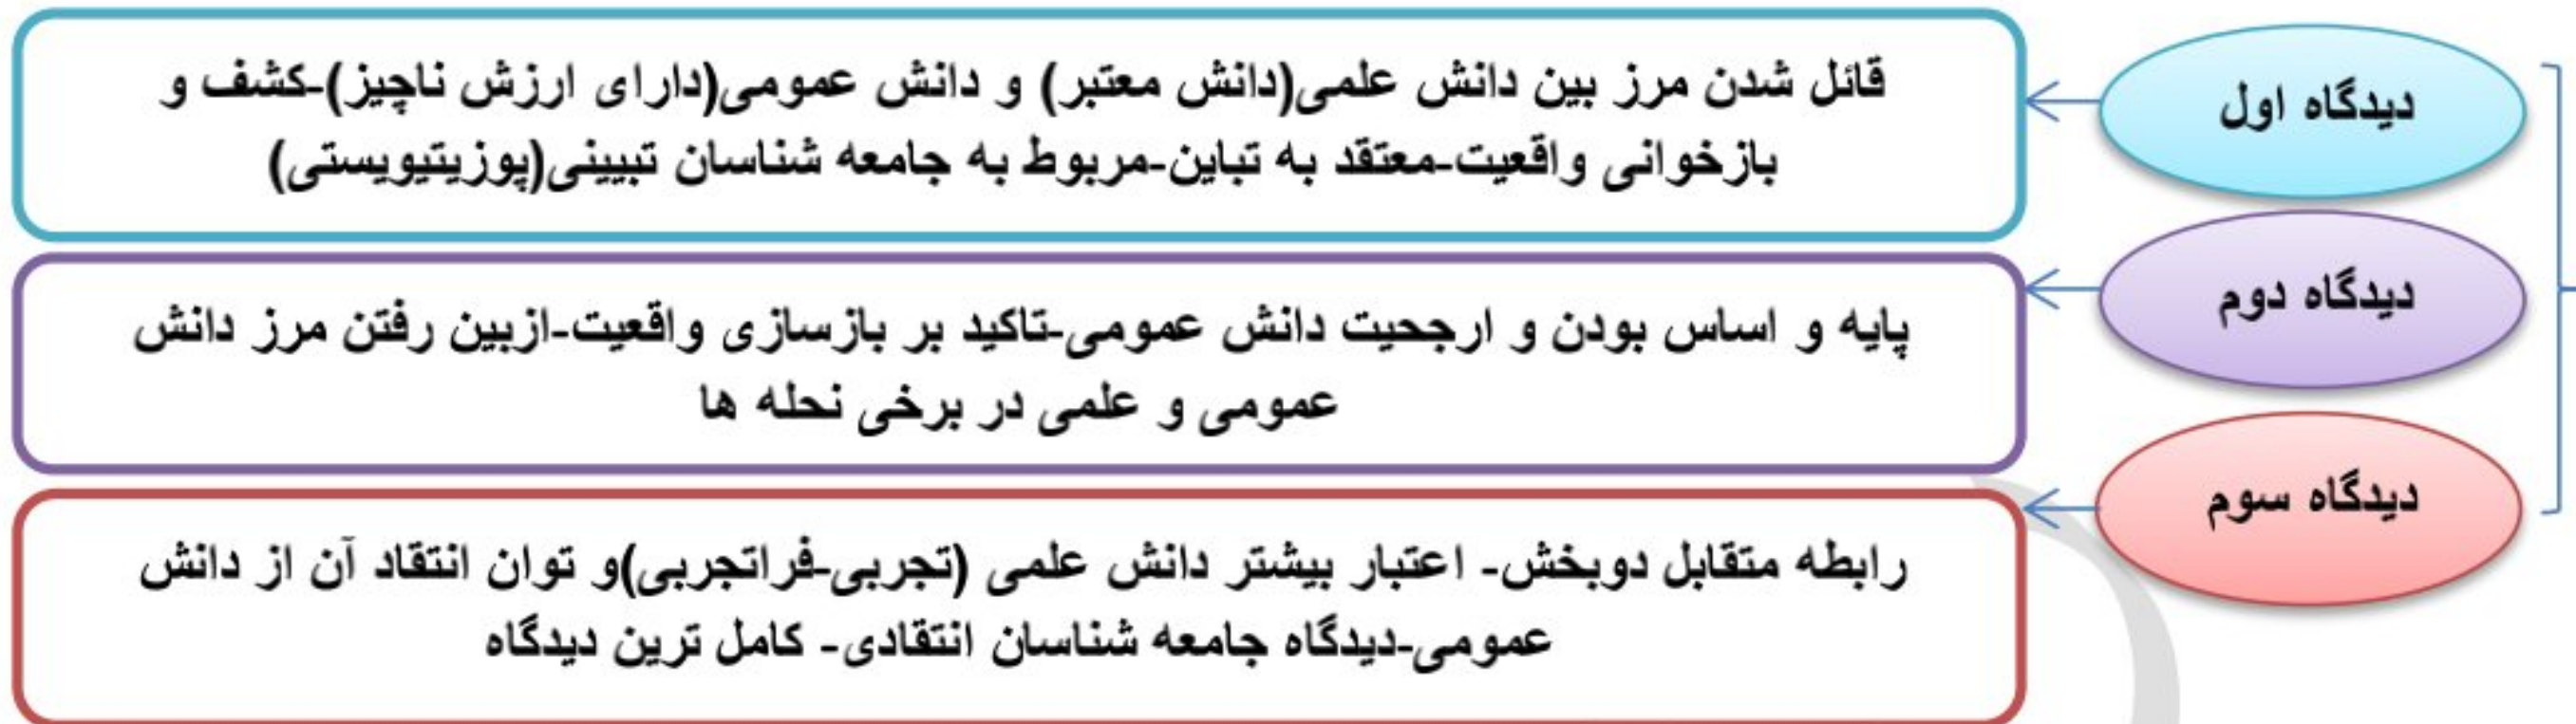 دیدگاه اول
قائل شدن مرز بین دانش علمی(دانش معتبر) و دانش عمومی(دارای ارزش ناچیز)-کشف و
بازخوانی واقعیت-معتقد به تباین-مربوط به جامعه شناسان تبیینی(پوزیتیویستی)
دیدگاه دوم
پایه و اساس بودن و ارجحیت دانش عمومی-تاکید بر بازسازی واقعیت-ازبین رفتن مرز دانش
عمومی و علمی در برخی نحله ها
دیدگاه سوم
رابطه متقابل دوبخش- اعتبار بیشتر دانش علمی (تجربی-فراتجربی)و توان انتقاد آن از دانش
عمومی-دیدگاه جامعه شناسان انتقادی- کامل ترین دیدگاه